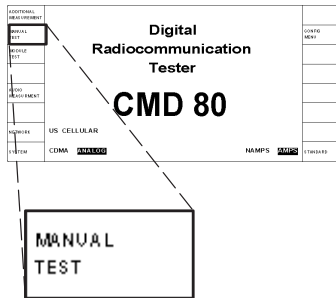 ADDITIONAL
MEASUREMENT
MANUAL
TEST
MODULE
TEST
AUDIO
MEASURMENT
NETWORK
SYSTEM
Digital
Radiocommunication
Tester
CMD 80
US CELLULAR
CDMA ANALOG
NAMPS AMPS
CONFIG
MENU
STANDARD
MANUAL
TEST